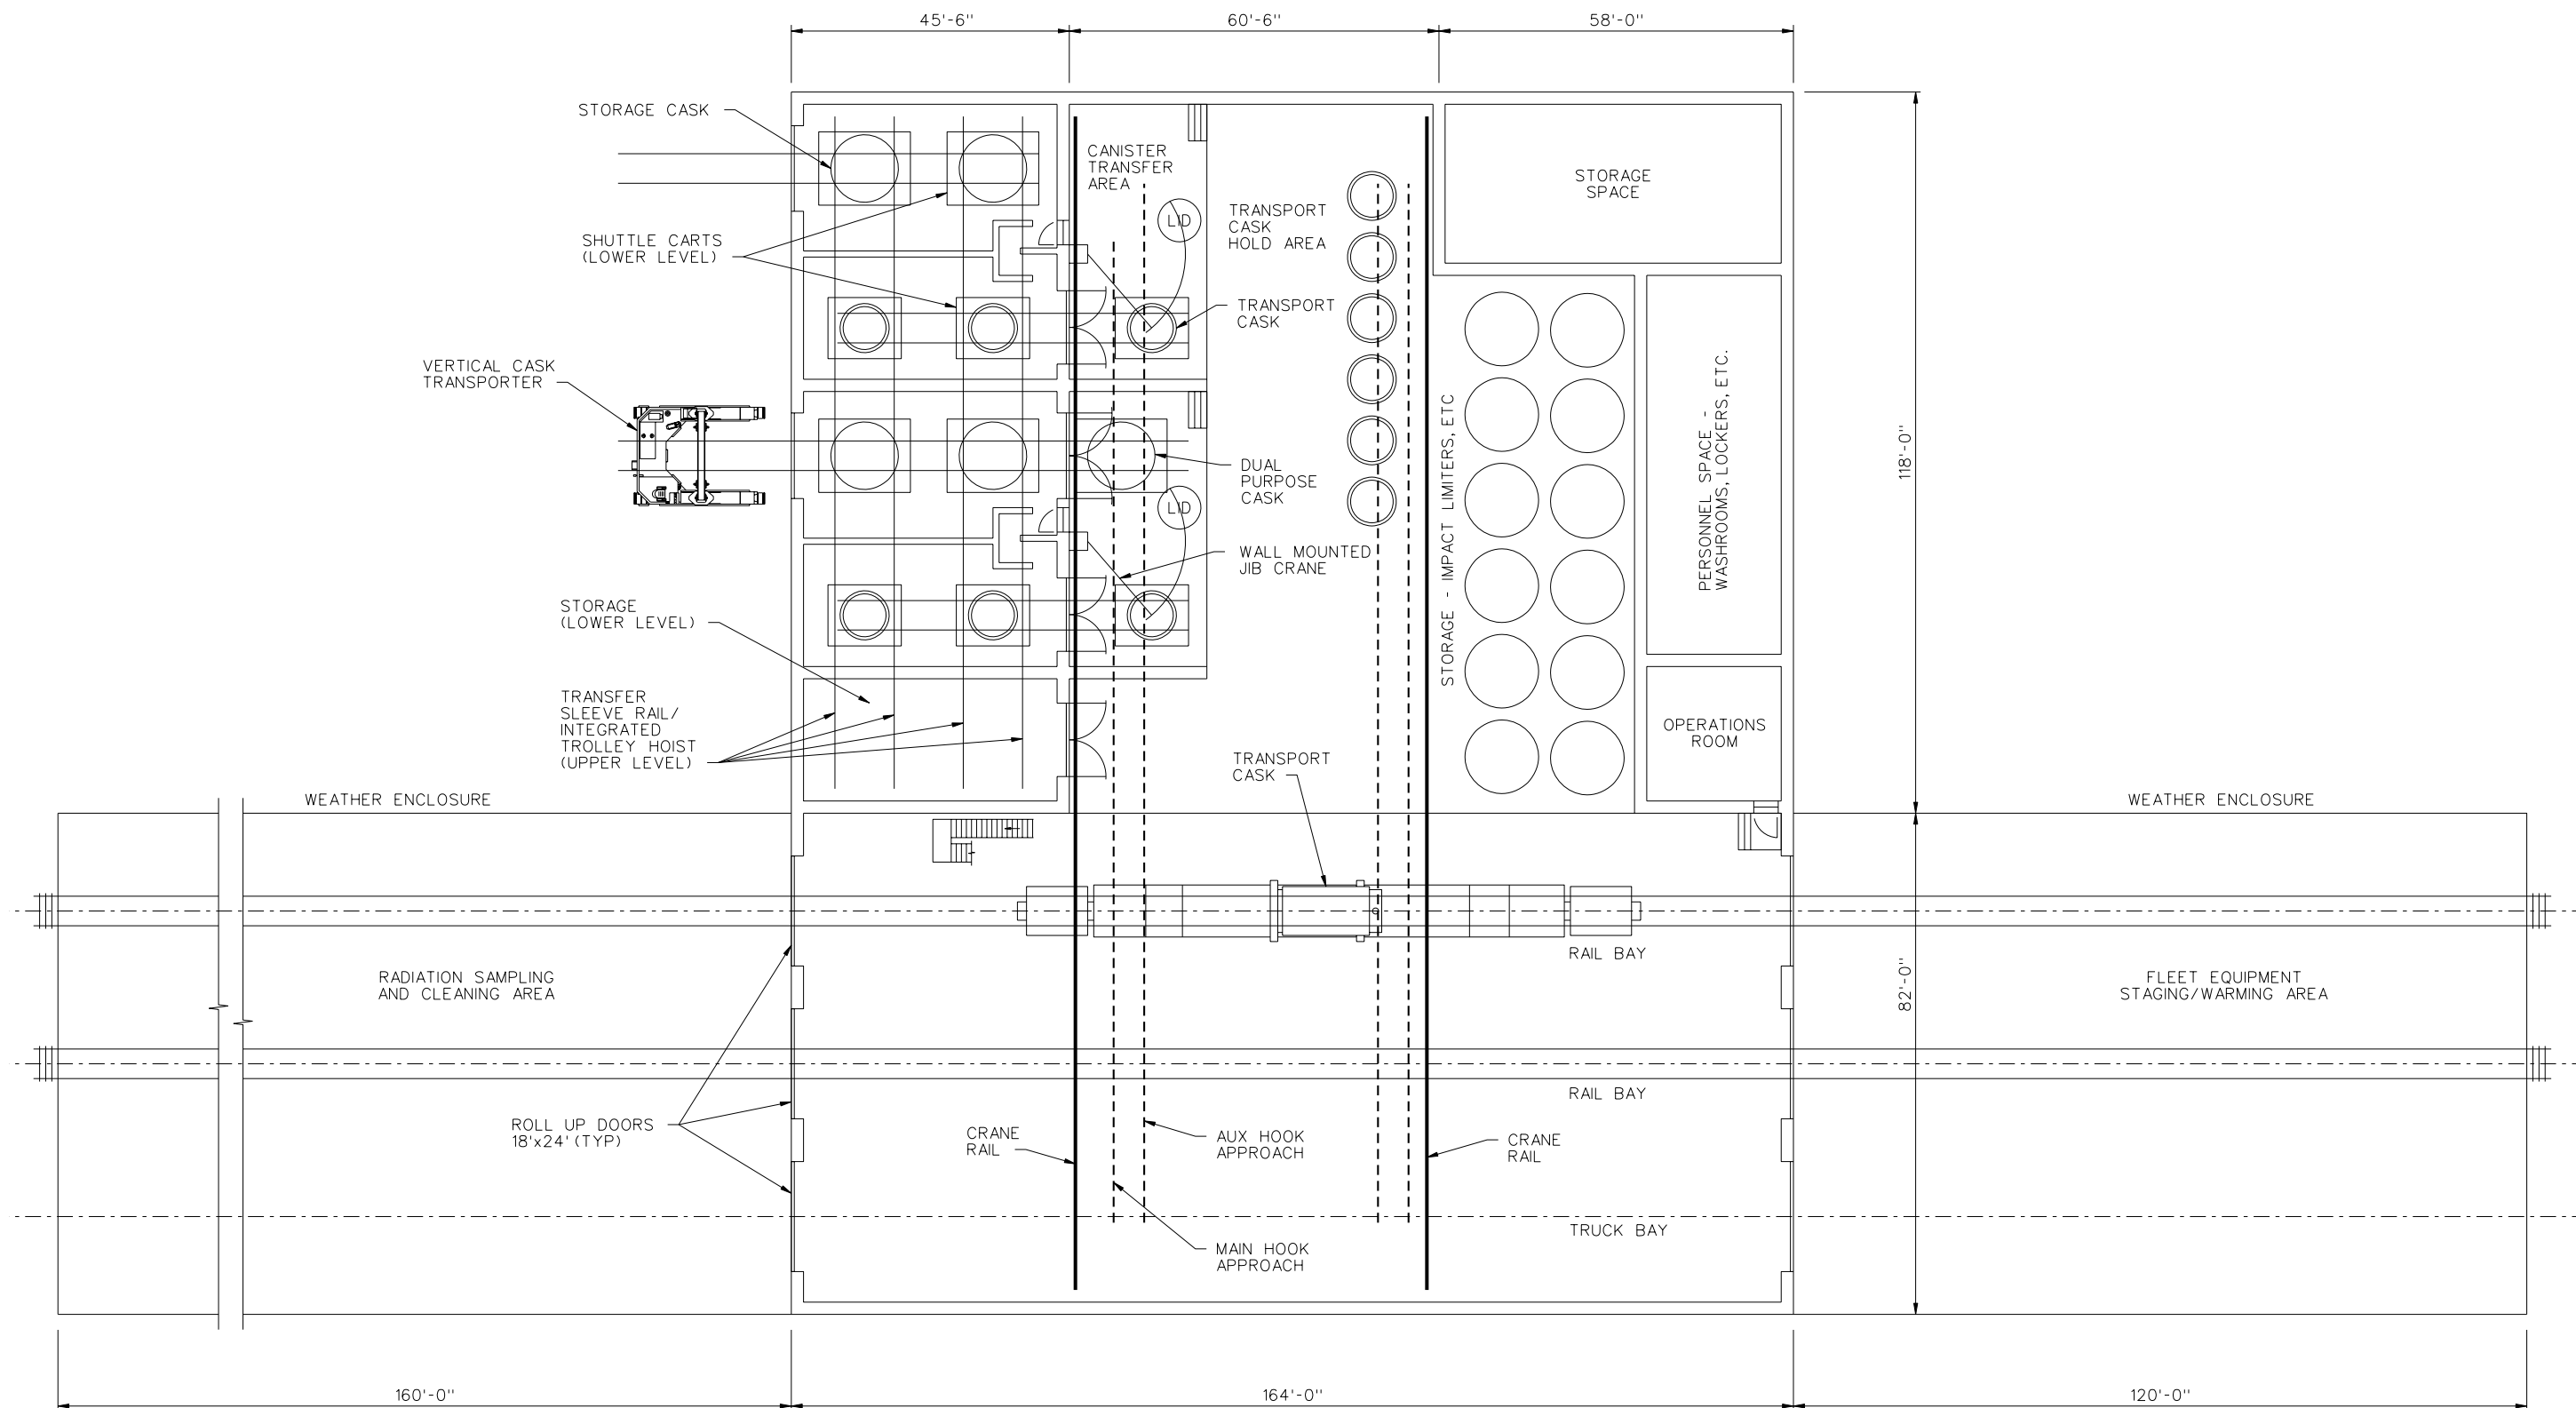 45'-6"
60'-6"
58'-0"
STORAGE CASK
CANISTER
TRANSFER
AREA
STORAGE
SPACE
LID
TRANSPORT
CASK
HOLD AREA
SHUTTLE CARTS
(LOWER LEVEL)
TRANSPORT
CASK
VERTICAL CASK
TRANSPORTER
STORAGE - IMPACT LIMITERS, ETC
PERSONNEL SPACE -
WASHROOMS, LOCKERS, ETC.
118'-0"
DUAL
PURPOSE
CASK
LID
WALL MOUNTED
JIB CRANE
STORAGE
(LOWER LEVEL)
TRANSFER
SLEEVE RAIL/
INTEGRATED
TROLLEY HOIST
(UPPER LEVEL)
OPERATIONS
ROOM
TRANSPORT
CASK
WEATHER ENCLOSURE
WEATHER ENCLOSURE
RAIL BAY
RADIATION SAMPLING
AND CLEANING AREA
82'-0"
FLEET EQUIPMENT
STAGING/WARMING AREA
RAIL BAY
ROLL UP DOORS
18'x24' (TYP)
CRANE
RAIL
AUX HOOK
APPROACH
CRANE
RAIL
TRUCK BAY
MAIN HOOK
APPROACH
160'-0"
164'-0"
120'-0"